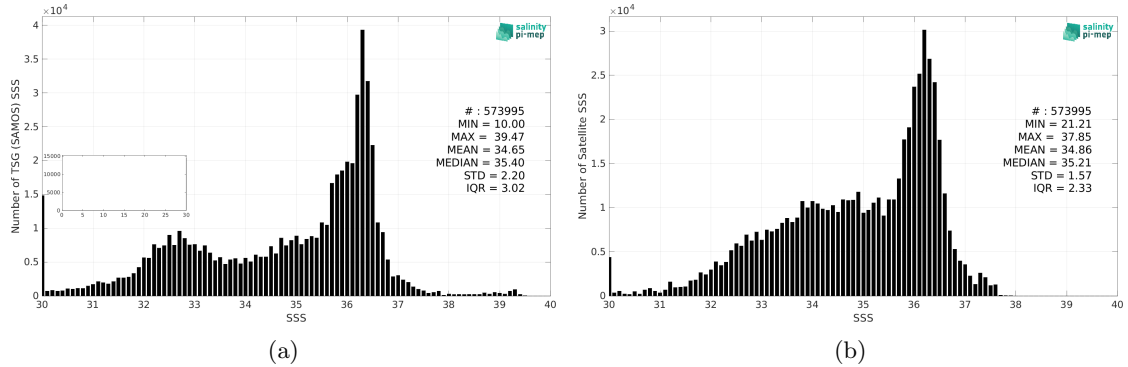 ×10⁴
4
3.5
3
2.5
2
1.5
1
0.5
0
Number of TSG (SAMOS) SSS
salinity
pi-mep
# : 573995
MIN = 10.00
MAX = 39.47
MEAN = 34.65
MEDIAN = 35.40
STD = 2.20
IQR = 3.02
15000
10000
5000
0
0 5 10 15 20 25 30
30 31 32 33 34 35 36 37 38 39 40
SSS
(a)
×10⁴
3
2.5
2
1.5
1
0.5
0
Number of Satellite SSS
salinity
pi-mep
# : 573995
MIN = 21.21
MAX = 37.85
MEAN = 34.86
MEDIAN = 35.21
STD = 1.57
IQR = 2.33
30 31 32 33 34 35 36 37 38 39 40
SSS
(b)